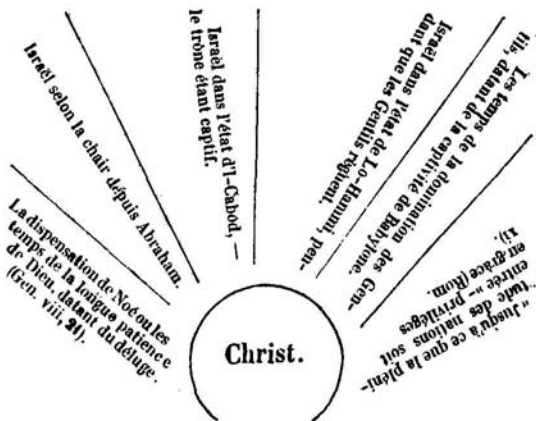 La dispensation de Noé ou les
temps de la longue patience
de Dieu, datant du déluge.
(Gen. viii, 21).
Israël selon la chair dépuis Abraham.
Israël dans l'état d'I-Cabod, —
le trône étant captif.
Israël dans l'état de Lo-Hammi, pen-
dant que les Gentils règnent.
Les temps de la domination des Gen-
tils, datant de la captivité de Babylone.
"Jusqu'à ce que la pléni-
tude des nations soit
entrée" — priviléges
en grâce (Rom.
xi).
Christ.